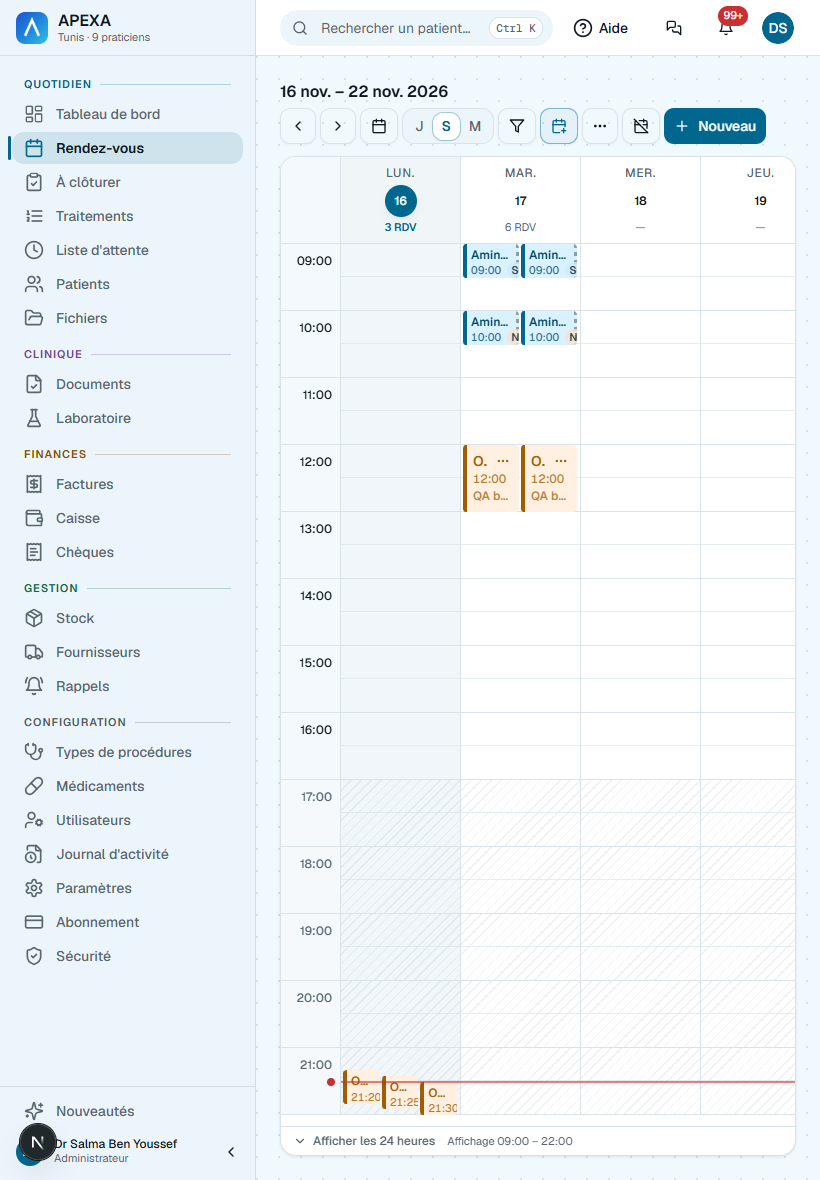 APEXA
Tunis · 9 praticiens
Rechercher un patient… Ctrl K
Aide
99+
DS
QUOTIDIEN
Tableau de bord
Rendez-vous
À clôturer
Traitements
Liste d'attente
Patients
Fichiers
CLINIQUE
Documents
Laboratoire
FINANCES
Factures
Caisse
Chèques
GESTION
Stock
Fournisseurs
Rappels
CONFIGURATION
Types de procédures
Médicaments
Utilisateurs
Journal d'activité
Paramètres
Abonnement
Sécurité
Nouveautés
N
Dr Salma Ben Youssef
Administrateur
16 nov. – 22 nov. 2026
J S M
Nouveau
LUN. MAR. MER. JEU.
16 17 18 19
3 RDV 6 RDV — —
09:00
Amin… Amin…
09:00 S 09:00 S
10:00
Amin… Amin…
10:00 N 10:00 N
11:00
12:00
O. ··· O. ···
12:00 12:00
QA b… QA b…
13:00
14:00
15:00
16:00
17:00
18:00
19:00
20:00
21:00
O… O… O…
21:20 21:25 21:30
Afficher les 24 heures Affichage 09:00 – 22:00